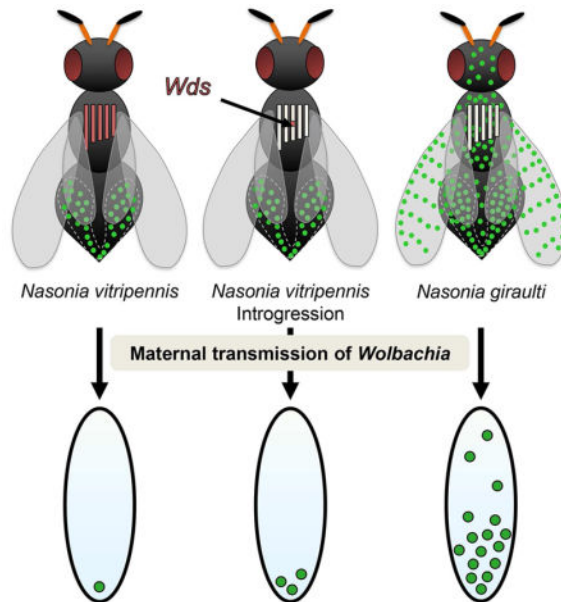 Wds
Nasonia vitripennis
Nasonia vitripennis
Introgression
Nasonia giraulti
Maternal transmission of Wolbachia